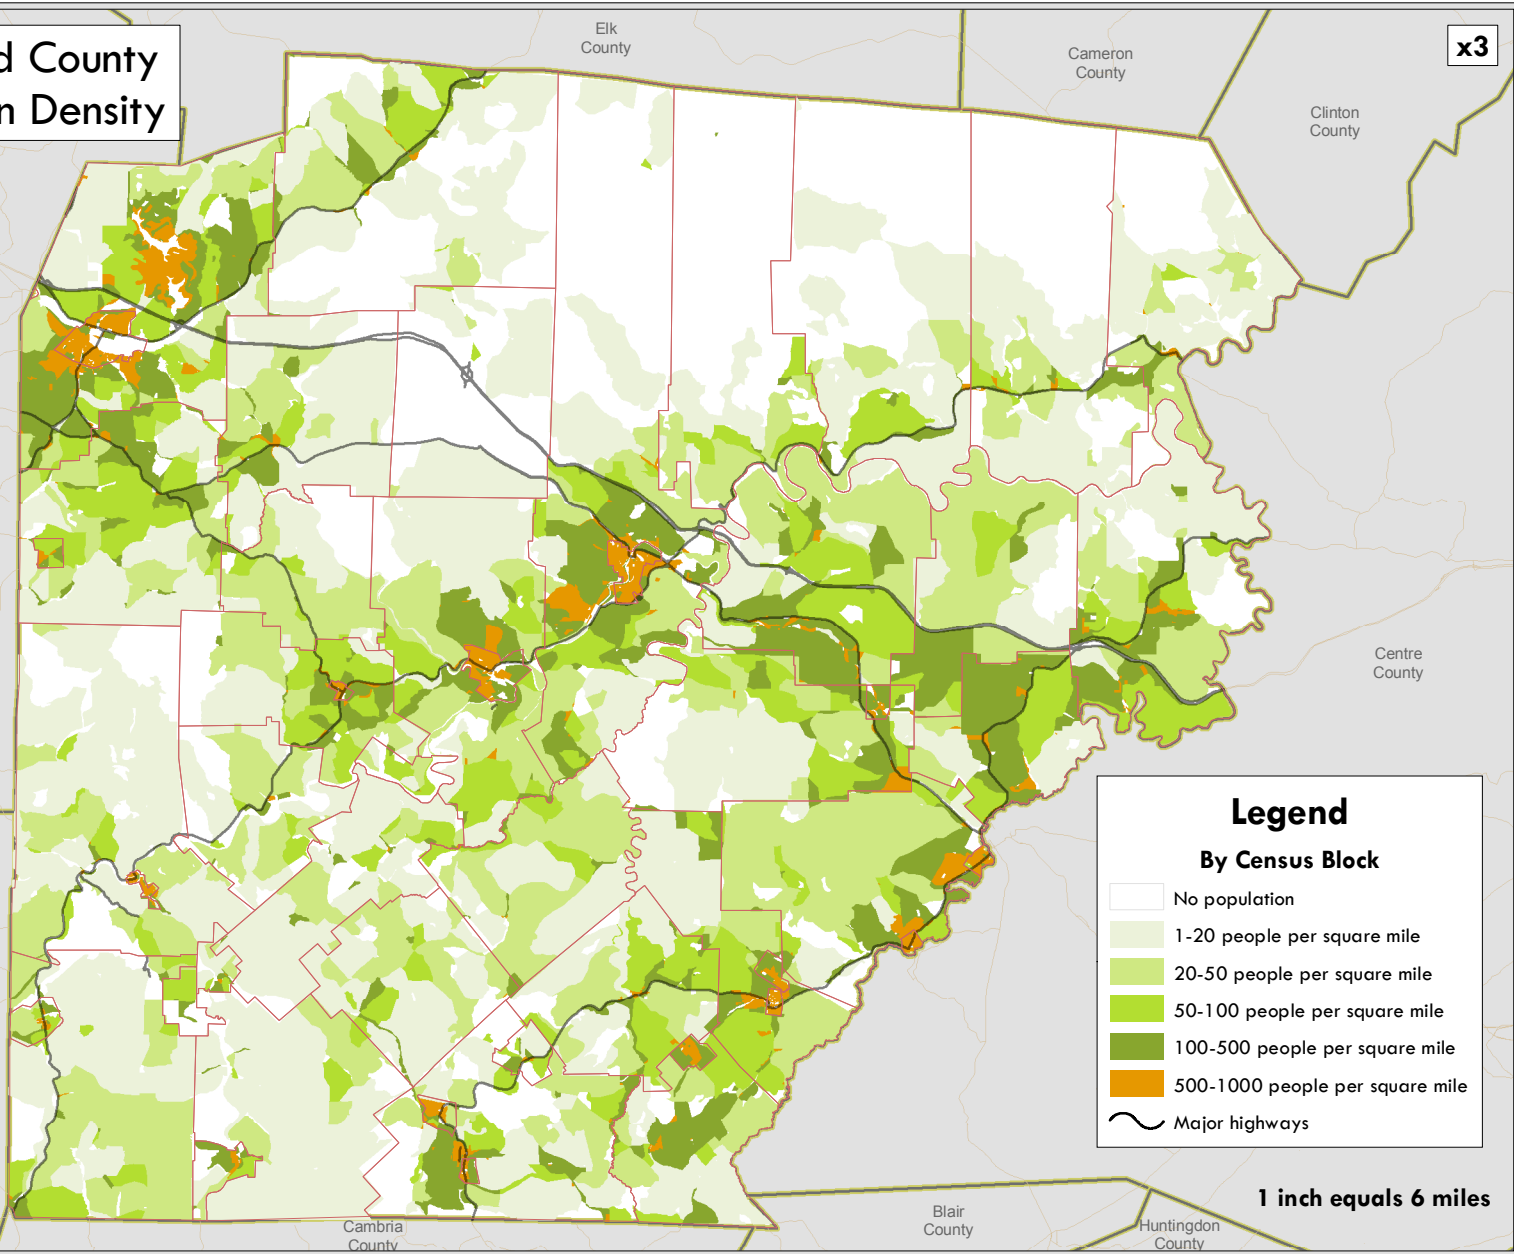 d County
n Density
Elk
County
Cameron
County
x3
Clinton
County
Centre
County
Legend
By Census Block
No population
1-20 people per square mile
20-50 people per square mile
50-100 people per square mile
100-500 people per square mile
500-1000 people per square mile
Major highways
1 inch equals 6 miles
Cambria
County
Blair
County
Huntingdon
County